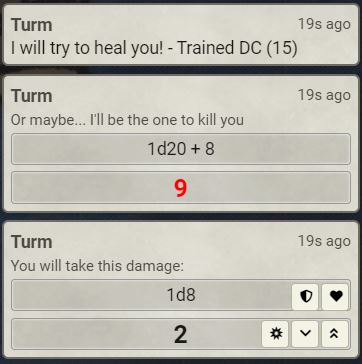 Turm 19s ago
I will try to heal you! - Trained DC (15)
Turm 19s ago
Or maybe... I'll be the one to kill you
1d20 + 8
9
Turm 19s ago
You will take this damage:
1d8
2